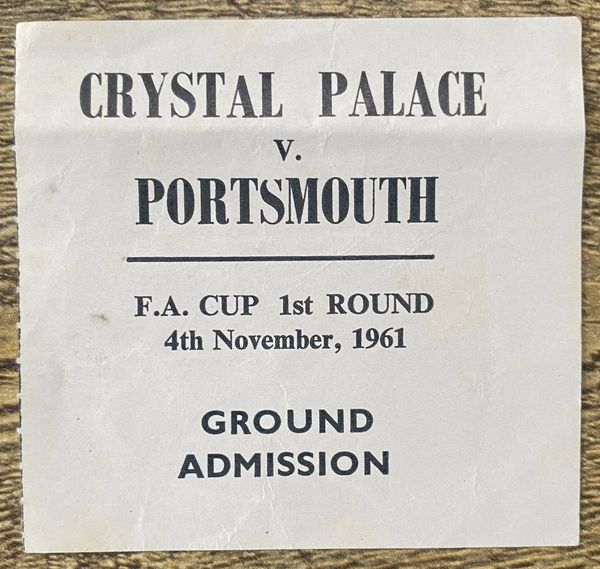 CRYSTAL PALACE
V.
PORTSMOUTH
F.A. CUP 1st ROUND
4th November, 1961
GROUND
ADMISSION